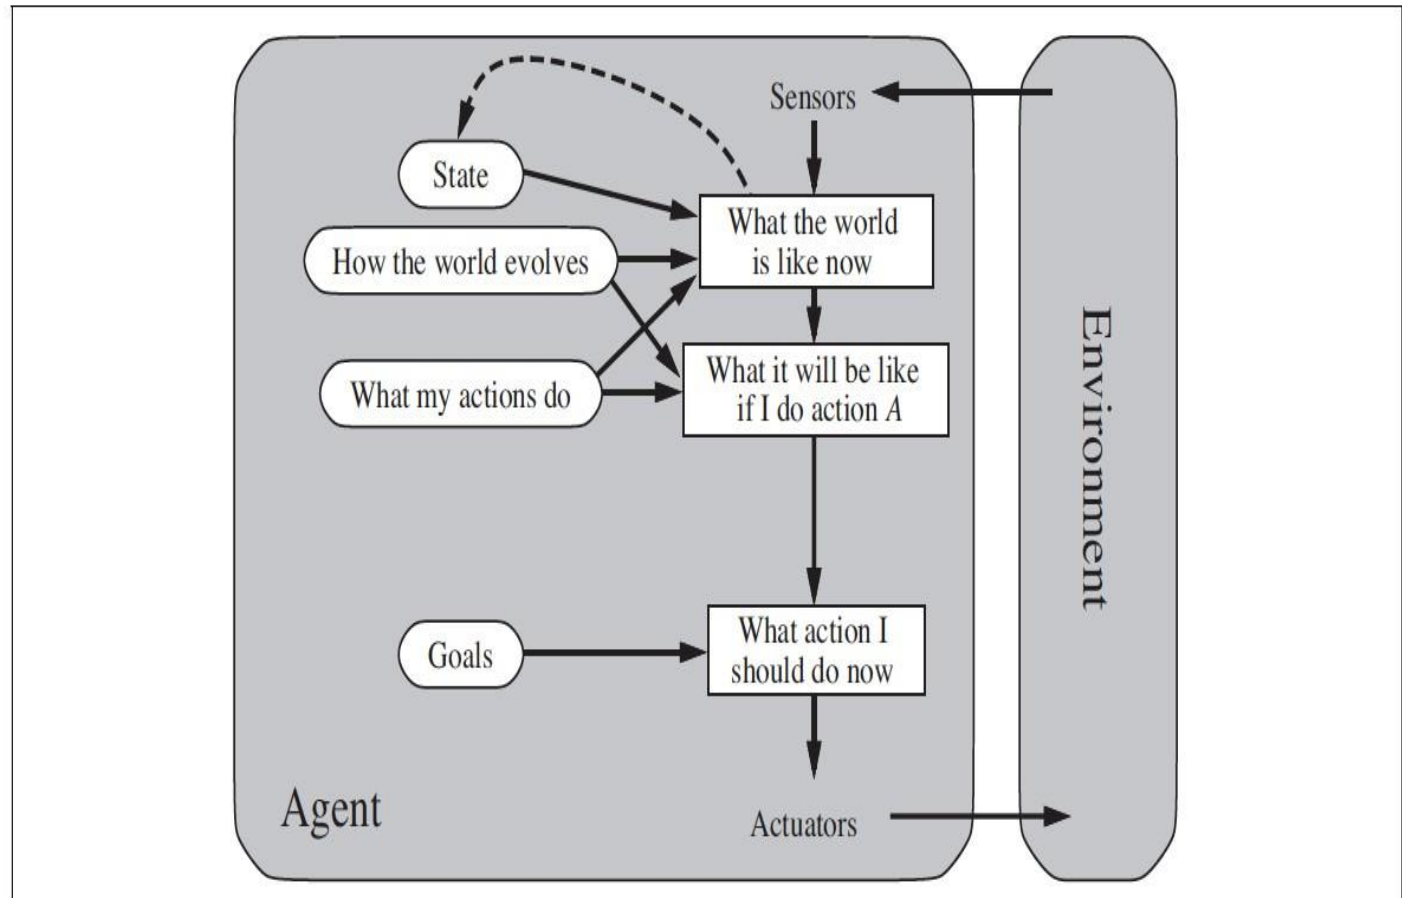 Sensors
State
What the world
is like now
How the world evolves
What my actions do
What it will be like
if I do action A
Goals
What action I
should do now
Agent
Actuators
Environment